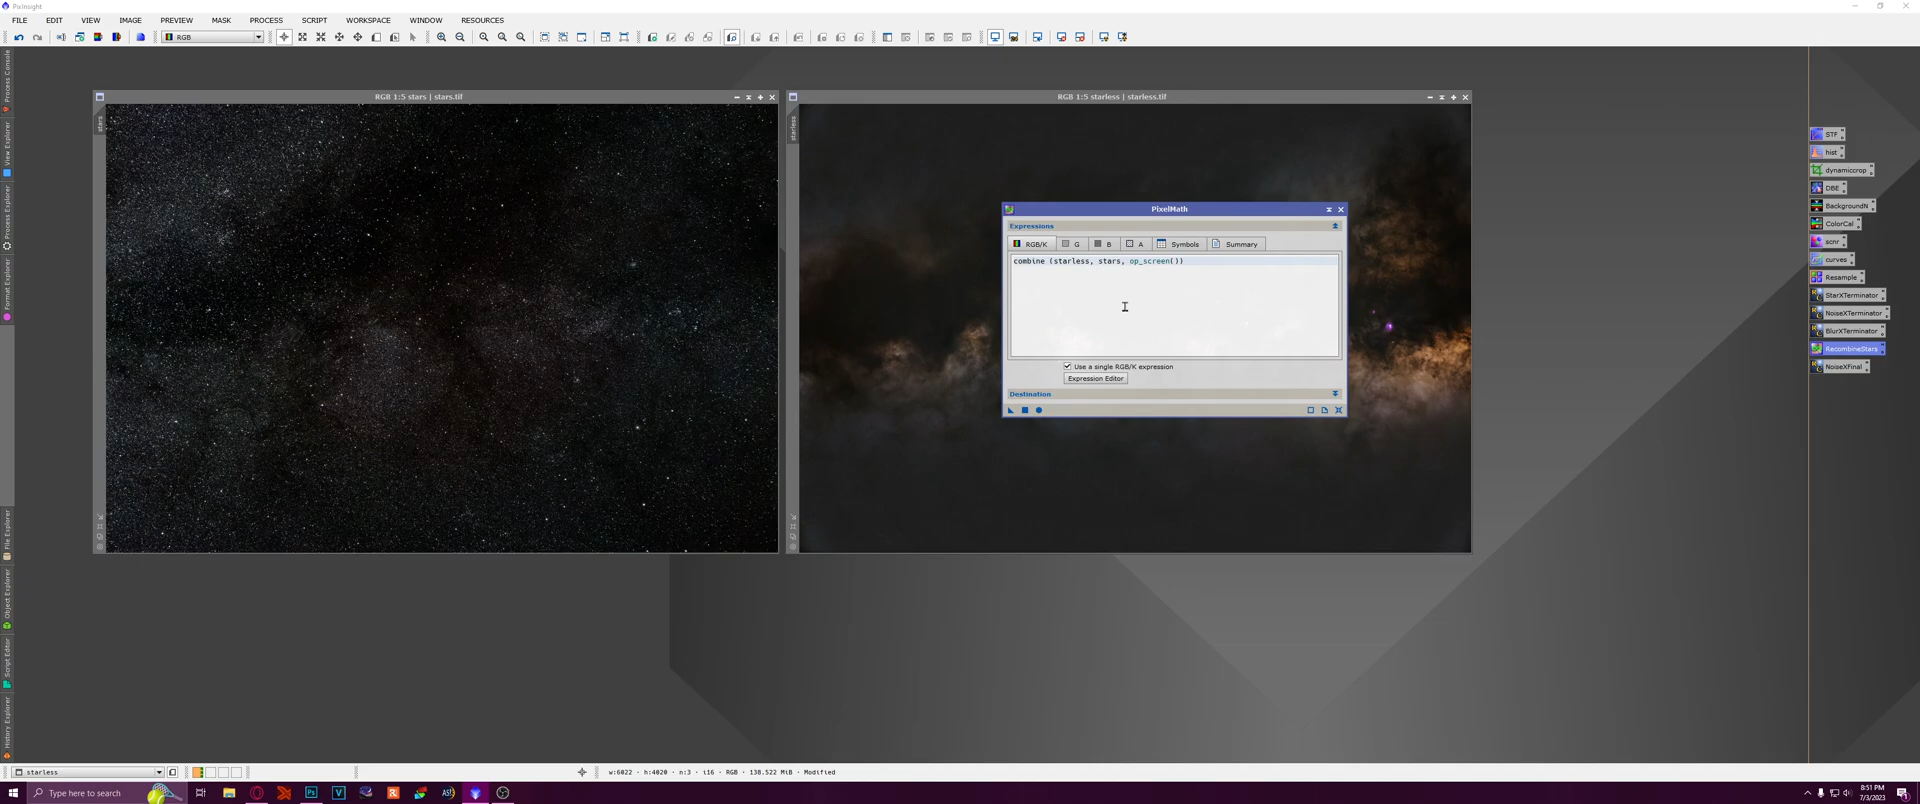 PixInsight
FILE EDIT VIEW IMAGE PREVIEW MASK PROCESS SCRIPT WORKSPACE WINDOW RESOURCES
RGB
Process Console
View Explorer
Process Explorer
Format Explorer
File Explorer
Object Explorer
Script Editor
History Explorer
RGB 1:5 stars | stars.tif
stars
RGB 1:5 starless | starless.tif
starless
PixelMath
Expressions
RGB/K G B A Symbols Summary
combine (starless, stars, op_screen())
Use a single RGB/K expression
Expression Editor
Destination
STF
hist
dynamiccrop
DBE
BackgroundN
ColorCal
scnr
curves
Resample
StarXTerminator
NoiseXTerminator
BlurXTerminator
RecombineStars
NoiseXFinal
starless
w:6022 · h:4020 · n:3 · i16 · RGB · 138.522 MiB · Modified
Type here to search
8:51 PM
7/3/2023